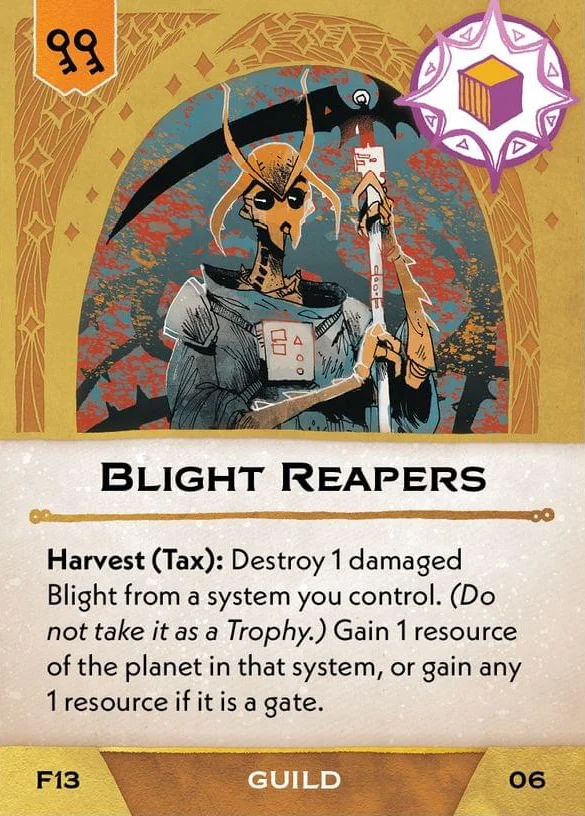 Blight Reapers
Harvest (Tax): Destroy 1 damaged
Blight from a system you control. (Do
not take it as a Trophy.) Gain 1 resource
of the planet in that system, or gain any
1 resource if it is a gate.
F13
GUILD
06